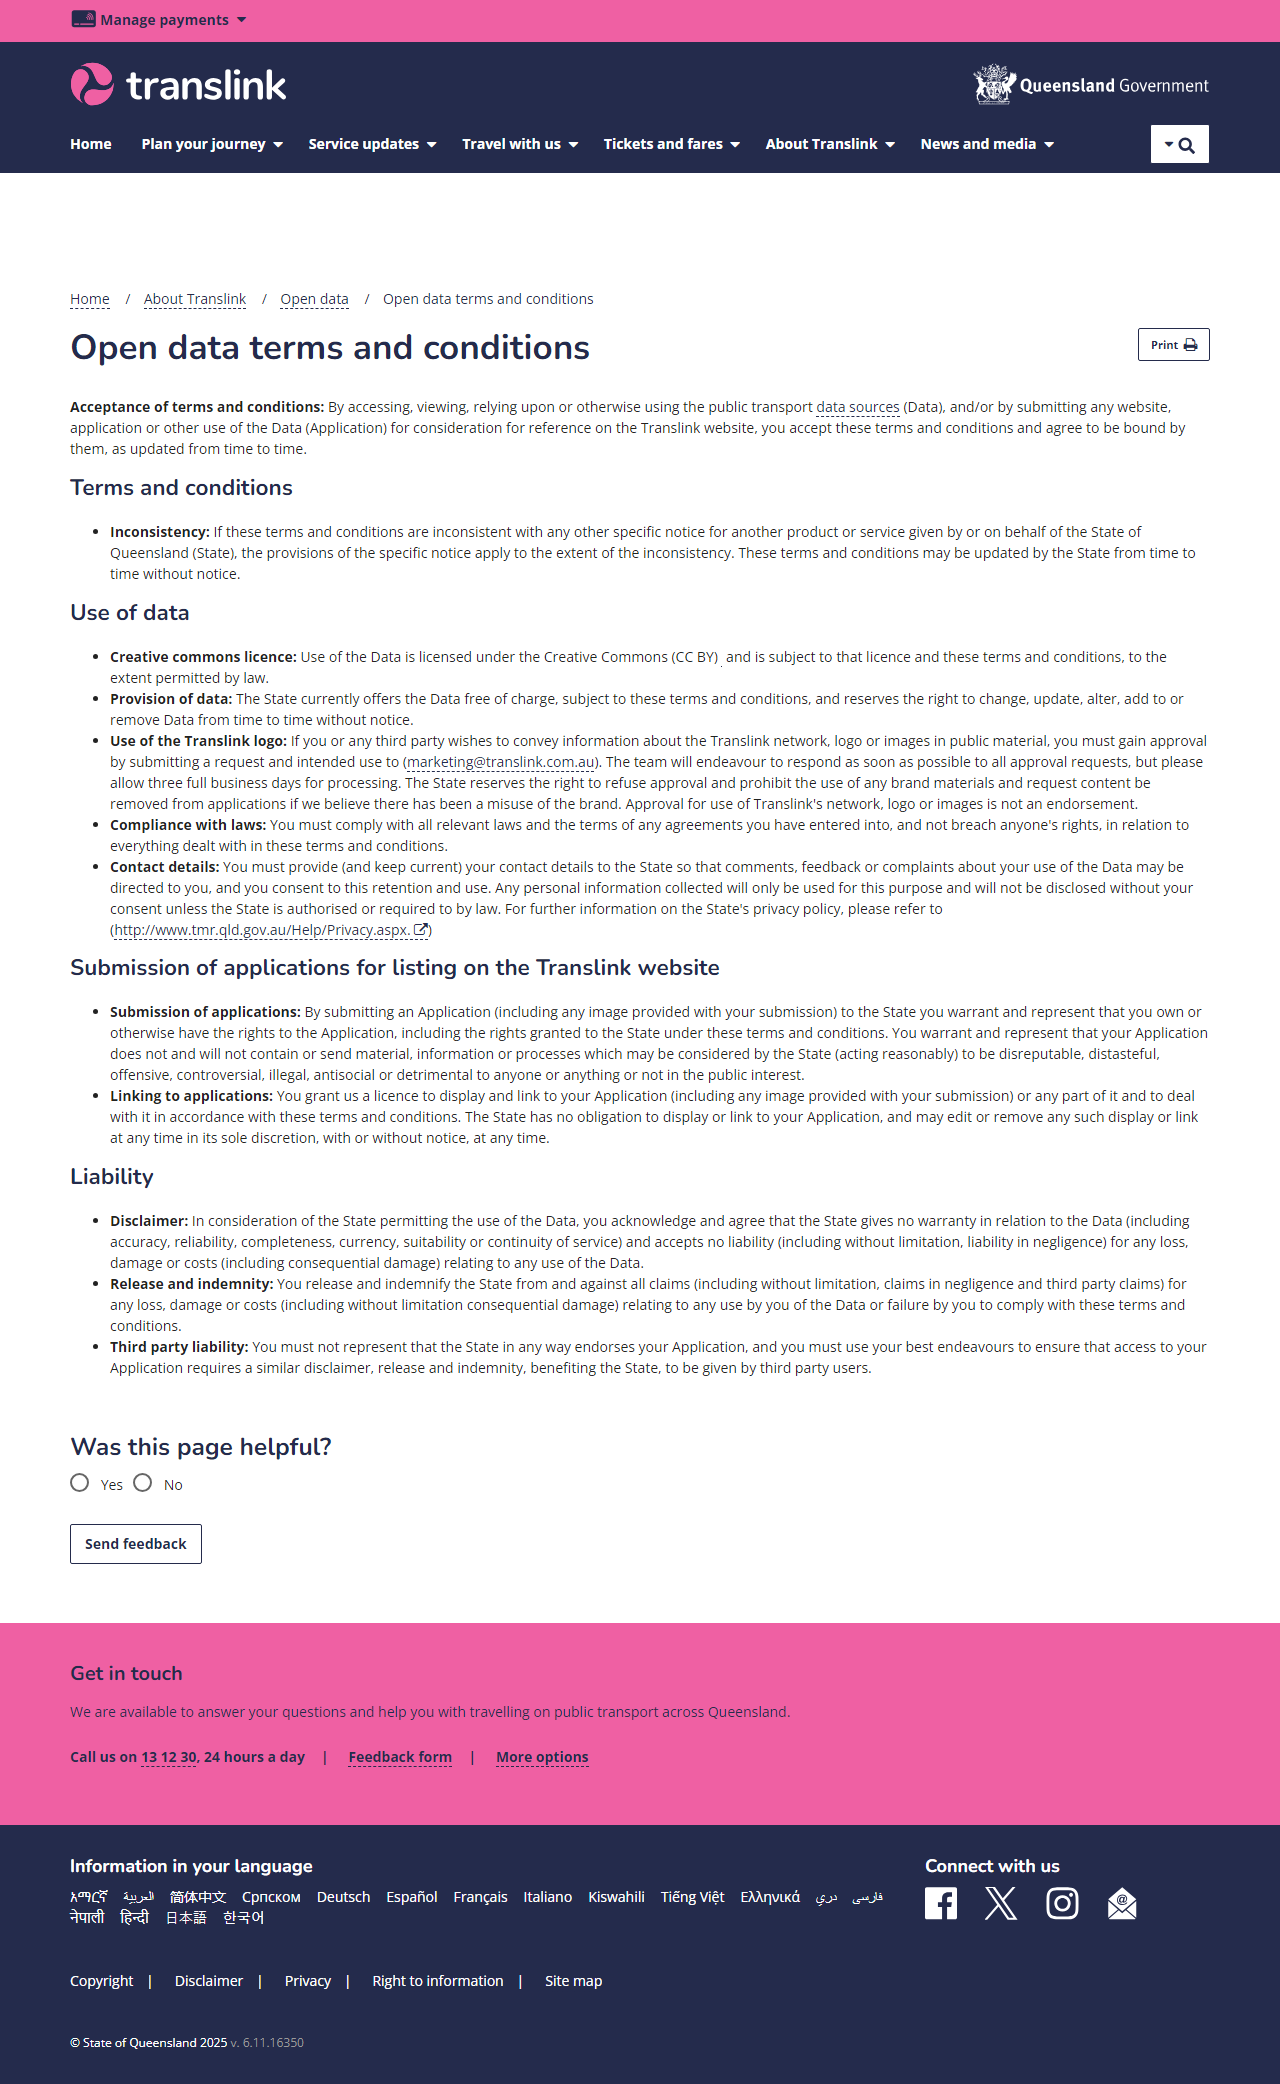 Manage payments
translink
Queensland Government
Home Plan your journey Service updates Travel with us Tickets and fares About Translink News and media
Home / About Translink / Open data / Open data terms and conditions
Open data terms and conditions
Print
Acceptance of terms and conditions: By accessing, viewing, relying upon or otherwise using the public transport data sources (Data), and/or by submitting any website,
application or other use of the Data (Application) for consideration for reference on the Translink website, you accept these terms and conditions and agree to be bound by
them, as updated from time to time.
Terms and conditions
• Inconsistency: If these terms and conditions are inconsistent with any other specific notice for another product or service given by or on behalf of the State of
Queensland (State), the provisions of the specific notice apply to the extent of the inconsistency. These terms and conditions may be updated by the State from time to
time without notice.
Use of data
• Creative commons licence: Use of the Data is licensed under the Creative Commons (CC BY) and is subject to that licence and these terms and conditions, to the
extent permitted by law.
• Provision of data: The State currently offers the Data free of charge, subject to these terms and conditions, and reserves the right to change, update, alter, add to or
remove Data from time to time without notice.
• Use of the Translink logo: If you or any third party wishes to convey information about the Translink network, logo or images in public material, you must gain approval
by submitting a request and intended use to (marketing@translink.com.au). The team will endeavour to respond as soon as possible to all approval requests, but please
allow three full business days for processing. The State reserves the right to refuse approval and prohibit the use of any brand materials and request content be
removed from applications if we believe there has been a misuse of the brand. Approval for use of Translink's network, logo or images is not an endorsement.
• Compliance with laws: You must comply with all relevant laws and the terms of any agreements you have entered into, and not breach anyone's rights, in relation to
everything dealt with in these terms and conditions.
• Contact details: You must provide (and keep current) your contact details to the State so that comments, feedback or complaints about your use of the Data may be
directed to you, and you consent to this retention and use. Any personal information collected will only be used for this purpose and will not be disclosed without your
consent unless the State is authorised or required to by law. For further information on the State's privacy policy, please refer to
(http://www.tmr.qld.gov.au/Help/Privacy.aspx. )
Submission of applications for listing on the Translink website
• Submission of applications: By submitting an Application (including any image provided with your submission) to the State you warrant and represent that you own or
otherwise have the rights to the Application, including the rights granted to the State under these terms and conditions. You warrant and represent that your Application
does not and will not contain or send material, information or processes which may be considered by the State (acting reasonably) to be disreputable, distasteful,
offensive, controversial, illegal, antisocial or detrimental to anyone or anything or not in the public interest.
• Linking to applications: You grant us a licence to display and link to your Application (including any image provided with your submission) or any part of it and to deal
with it in accordance with these terms and conditions. The State has no obligation to display or link to your Application, and may edit or remove any such display or link
at any time in its sole discretion, with or without notice, at any time.
Liability
• Disclaimer: In consideration of the State permitting the use of the Data, you acknowledge and agree that the State gives no warranty in relation to the Data (including
accuracy, reliability, completeness, currency, suitability or continuity of service) and accepts no liability (including without limitation, liability in negligence) for any loss,
damage or costs (including consequential damage) relating to any use of the Data.
• Release and indemnity: You release and indemnify the State from and against all claims (including without limitation, claims in negligence and third party claims) for
any loss, damage or costs (including without limitation consequential damage) relating to any use by you of the Data or failure by you to comply with these terms and
conditions.
• Third party liability: You must not represent that the State in any way endorses your Application, and you must use your best endeavours to ensure that access to your
Application requires a similar disclaimer, release and indemnity, benefiting the State, to be given by third party users.
Was this page helpful?
Yes No
Send feedback
Get in touch
We are available to answer your questions and help you with travelling on public transport across Queensland.
Call us on 13 12 30, 24 hours a day | Feedback form | More options
Information in your language
አማርኛ العربية 简体中文 Српском Deutsch Español Français Italiano Kiswahili Tiếng Việt Ελληνικά دري فارسی
नेपाली हिन्दी 日本語 한국어
Connect with us
Copyright | Disclaimer | Privacy | Right to information | Site map
© State of Queensland 2025 v. 6.11.16350